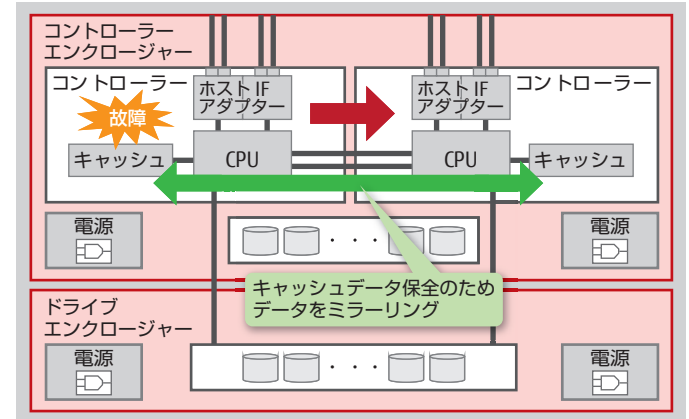 コントローラー
エンクロージャー
コントローラー
ホスト IF
アダプター
故障
キャッシュ
CPU
ホスト IF
アダプター
コントローラー
CPU
キャッシュ
電源
・・・
電源
キャッシュデータ保全のため
データをミラーリング
ドライブ
エンクロージャー
電源
・・・
電源